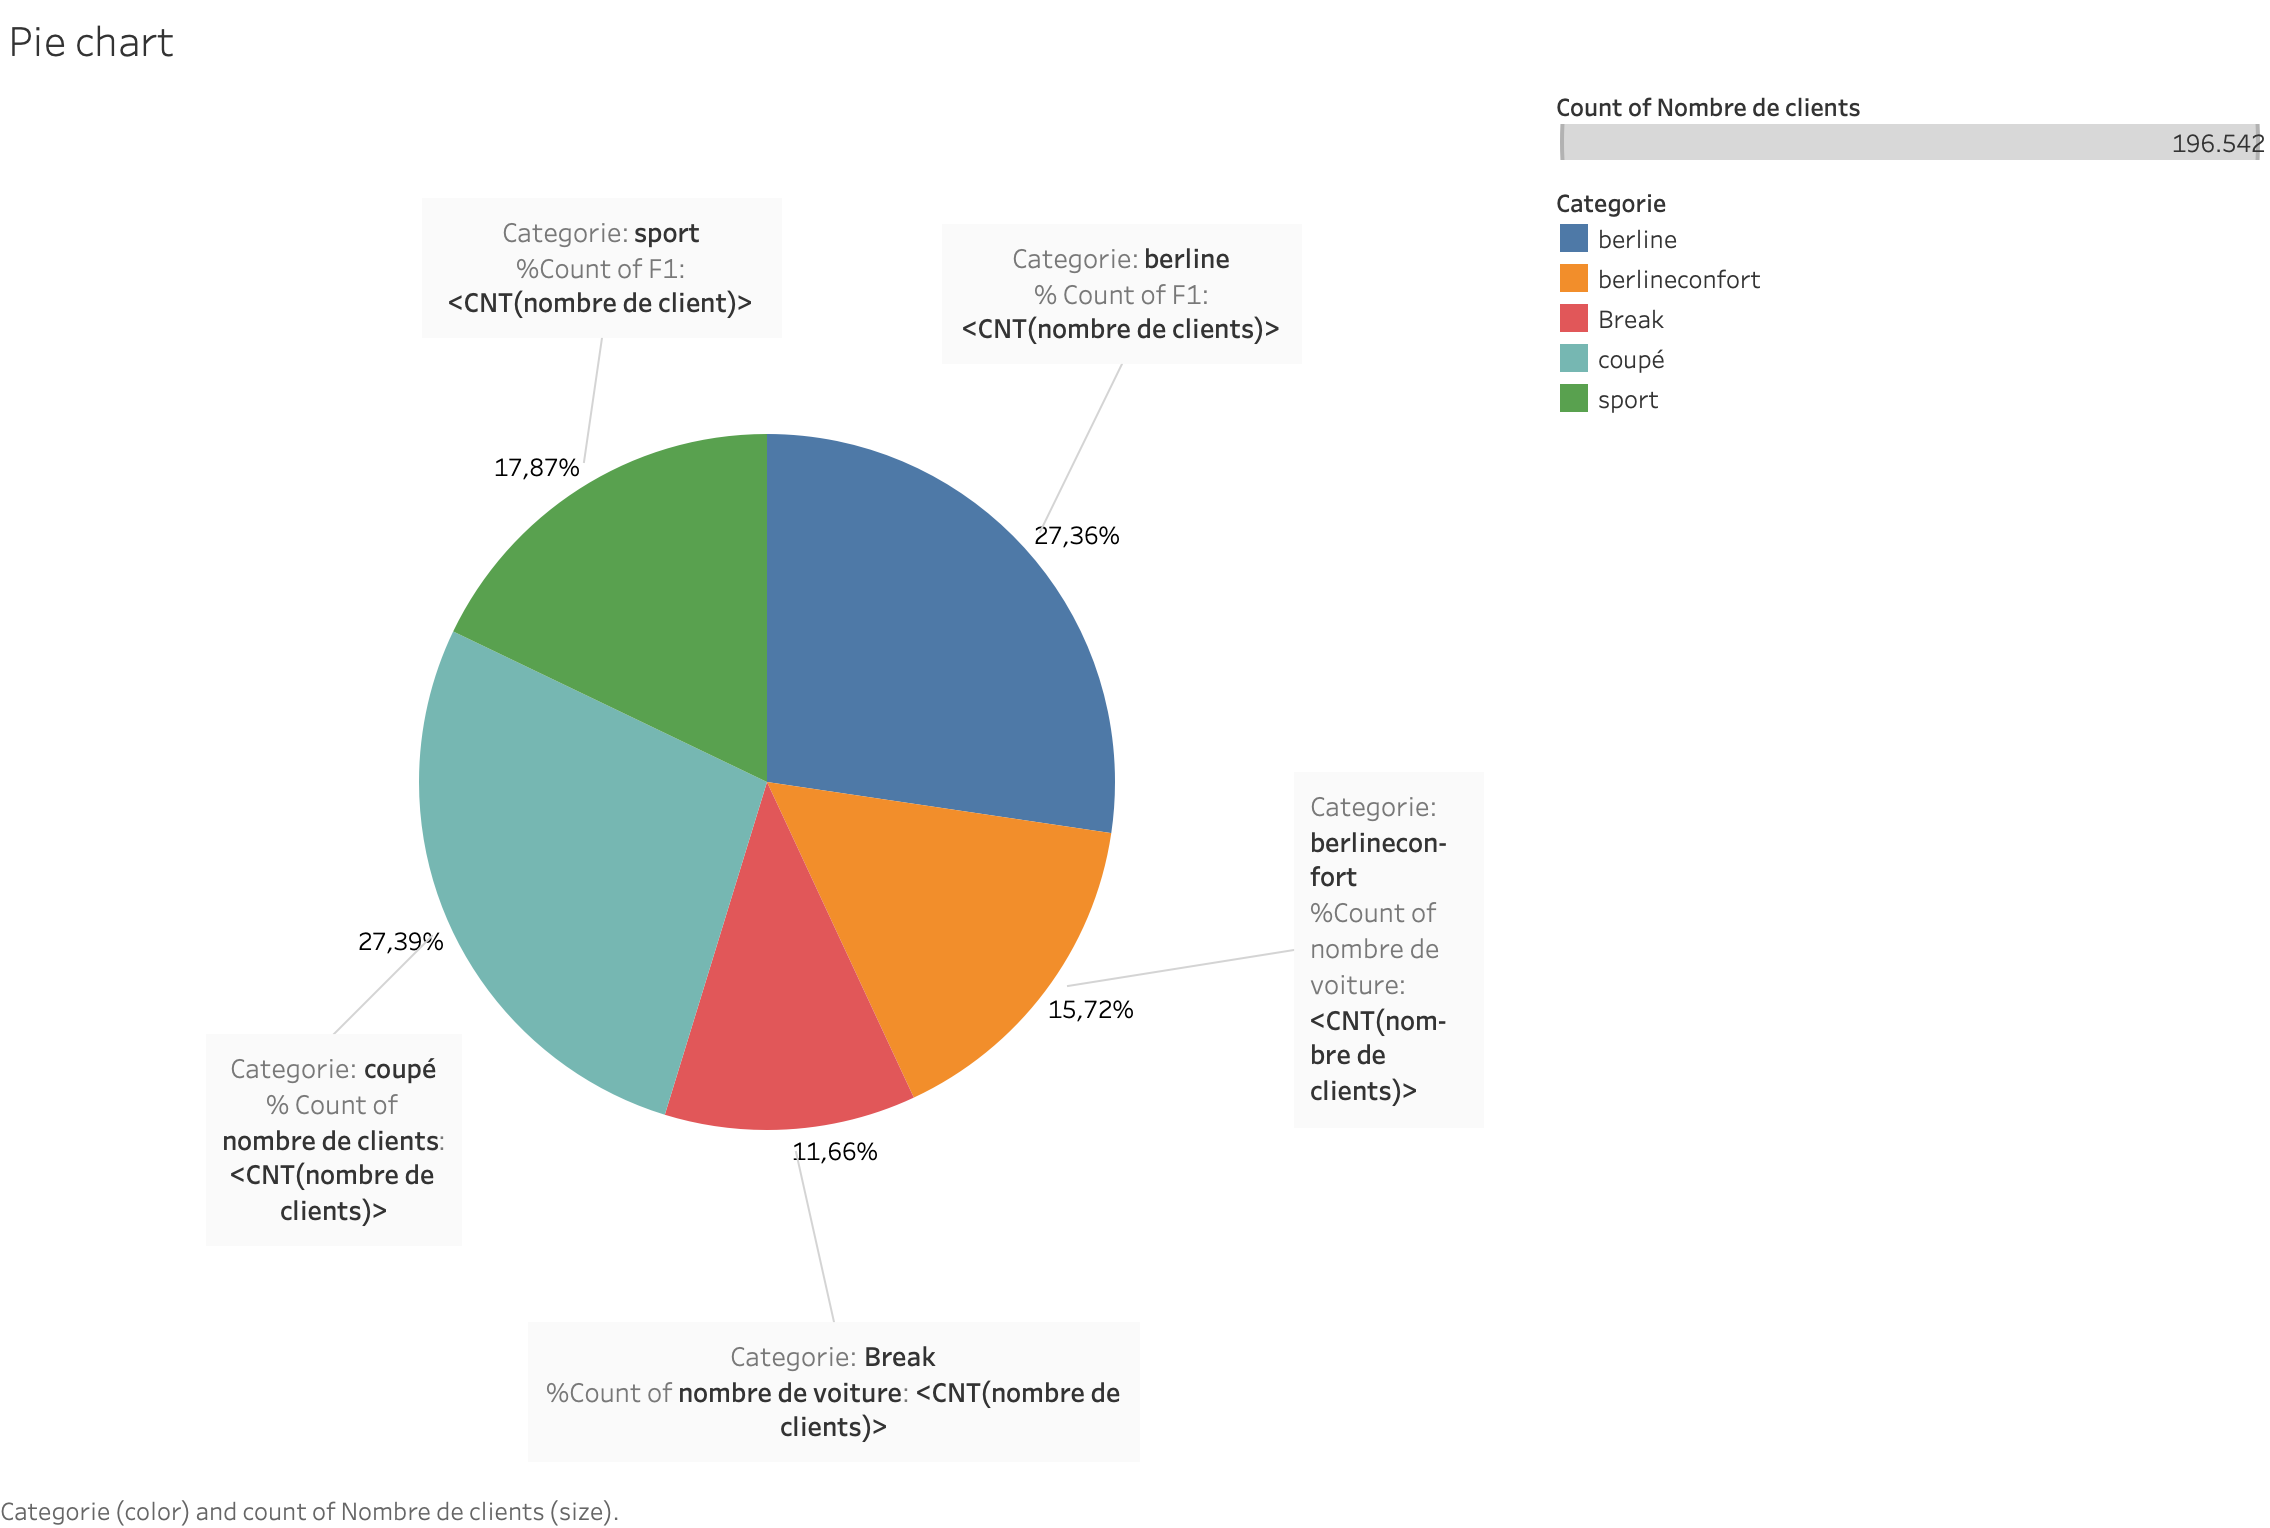 Pie chart
Count of Nombre de clients
196.542
Categorie
berline
berlineconfort
Break
coupé
sport
Categorie: sport
%Count of F1:
<CNT(nombre de client)>
Categorie: berline
% Count of F1:
<CNT(nombre de clients)>
17,87%
27,36%
Categorie:
berlinecon-
fort
%Count of
nombre de
voiture:
<CNT(nom-
bre de
clients)>
27,39%
15,72%
Categorie: coupé
% Count of
nombre de clients:
<CNT(nombre de
clients)>
11,66%
Categorie: Break
%Count of nombre de voiture: <CNT(nombre de
clients)>
Categorie (color) and count of Nombre de clients (size).